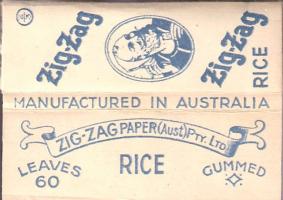 Zig-Zag
Zig-Zag
RICE
MANUFACTURED IN AUSTRALIA
ZIG-ZAG PAPER (Aust) PTY. LTD
LEAVES
60
RICE
GUMMED